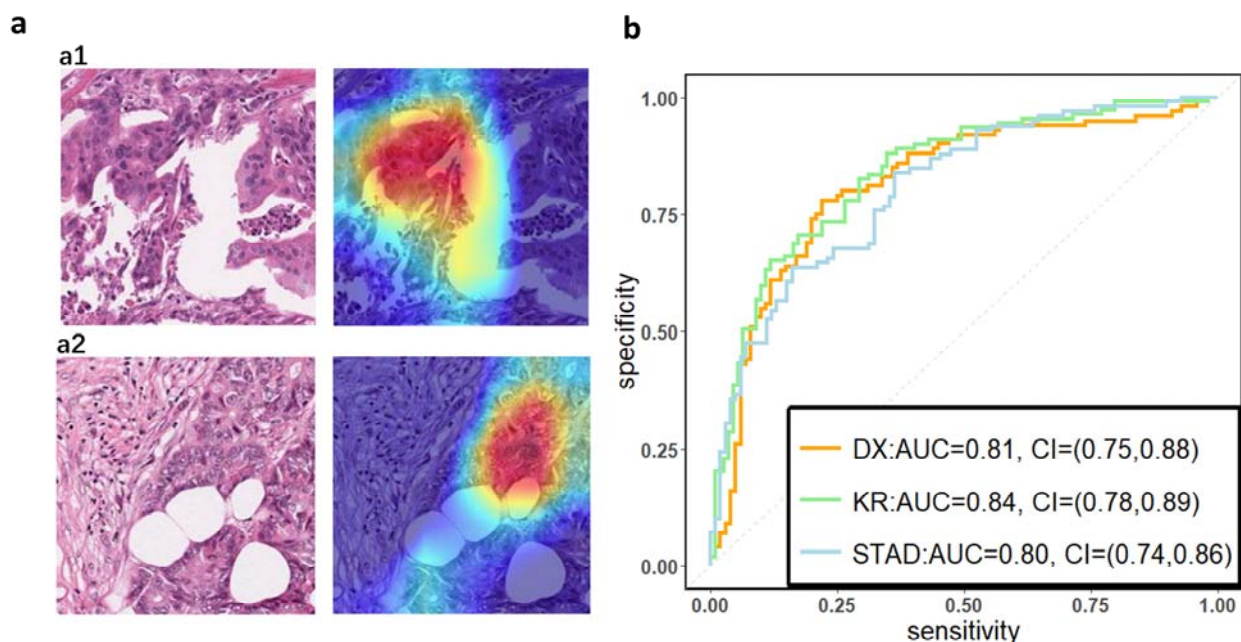 a
a1
a2
b
1.00
0.75
0.50
0.25
0.00
specificity
DX:AUC=0.81, CI=(0.75,0.88)
KR:AUC=0.84, CI=(0.78,0.89)
STAD:AUC=0.80, CI=(0.74,0.86)
0.00 0.25 0.50 0.75 1.00
sensitivity